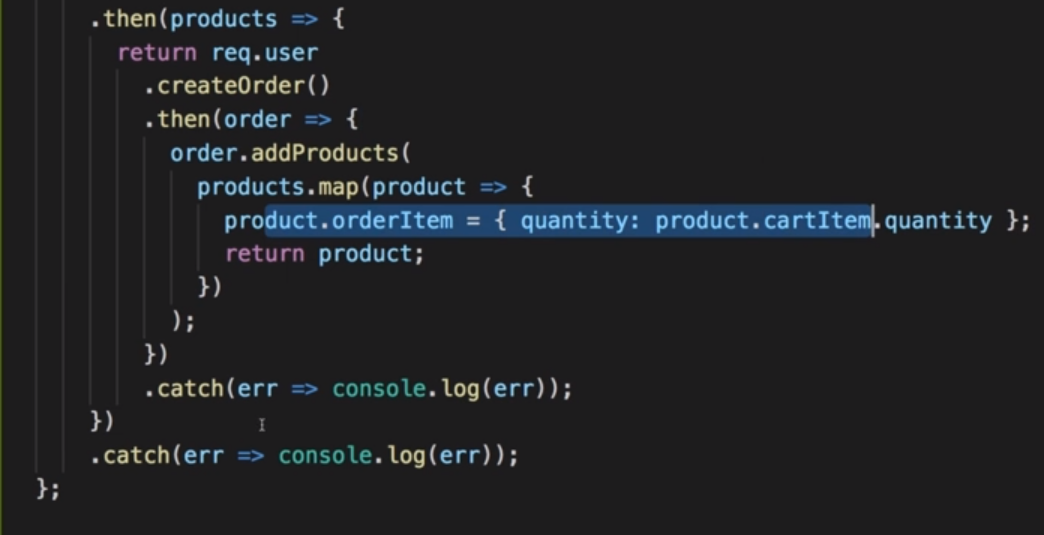 .then(products => {
return req.user
.createOrder()
.then(order => {
order.addProducts(
products.map(product => {
product.orderItem = { quantity: product.cartItem.quantity };
return product;
})
);
})
.catch(err => console.log(err));
})
.catch(err => console.log(err));
};